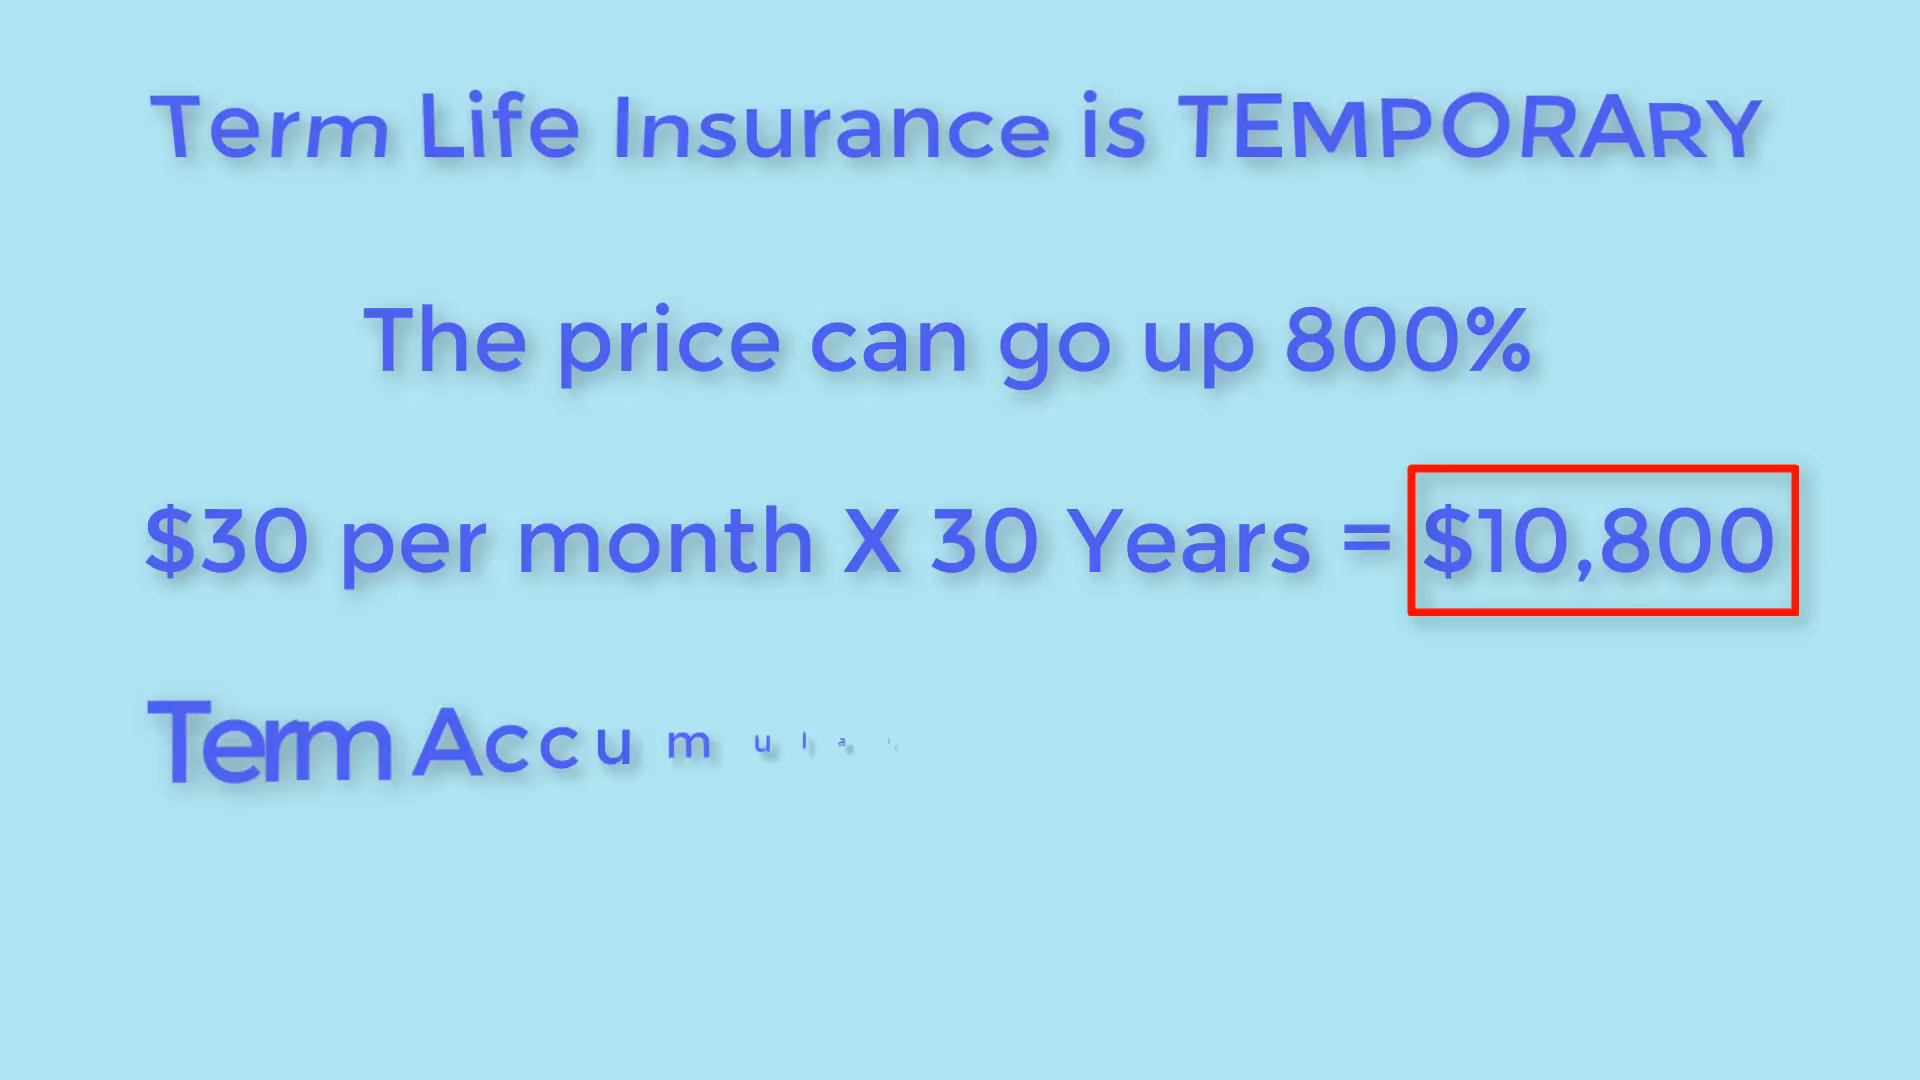 Term Life Insurance is TEMPORARY
The price can go up 800%
$30 per month X 30 Years = $10,800
Term Accumula